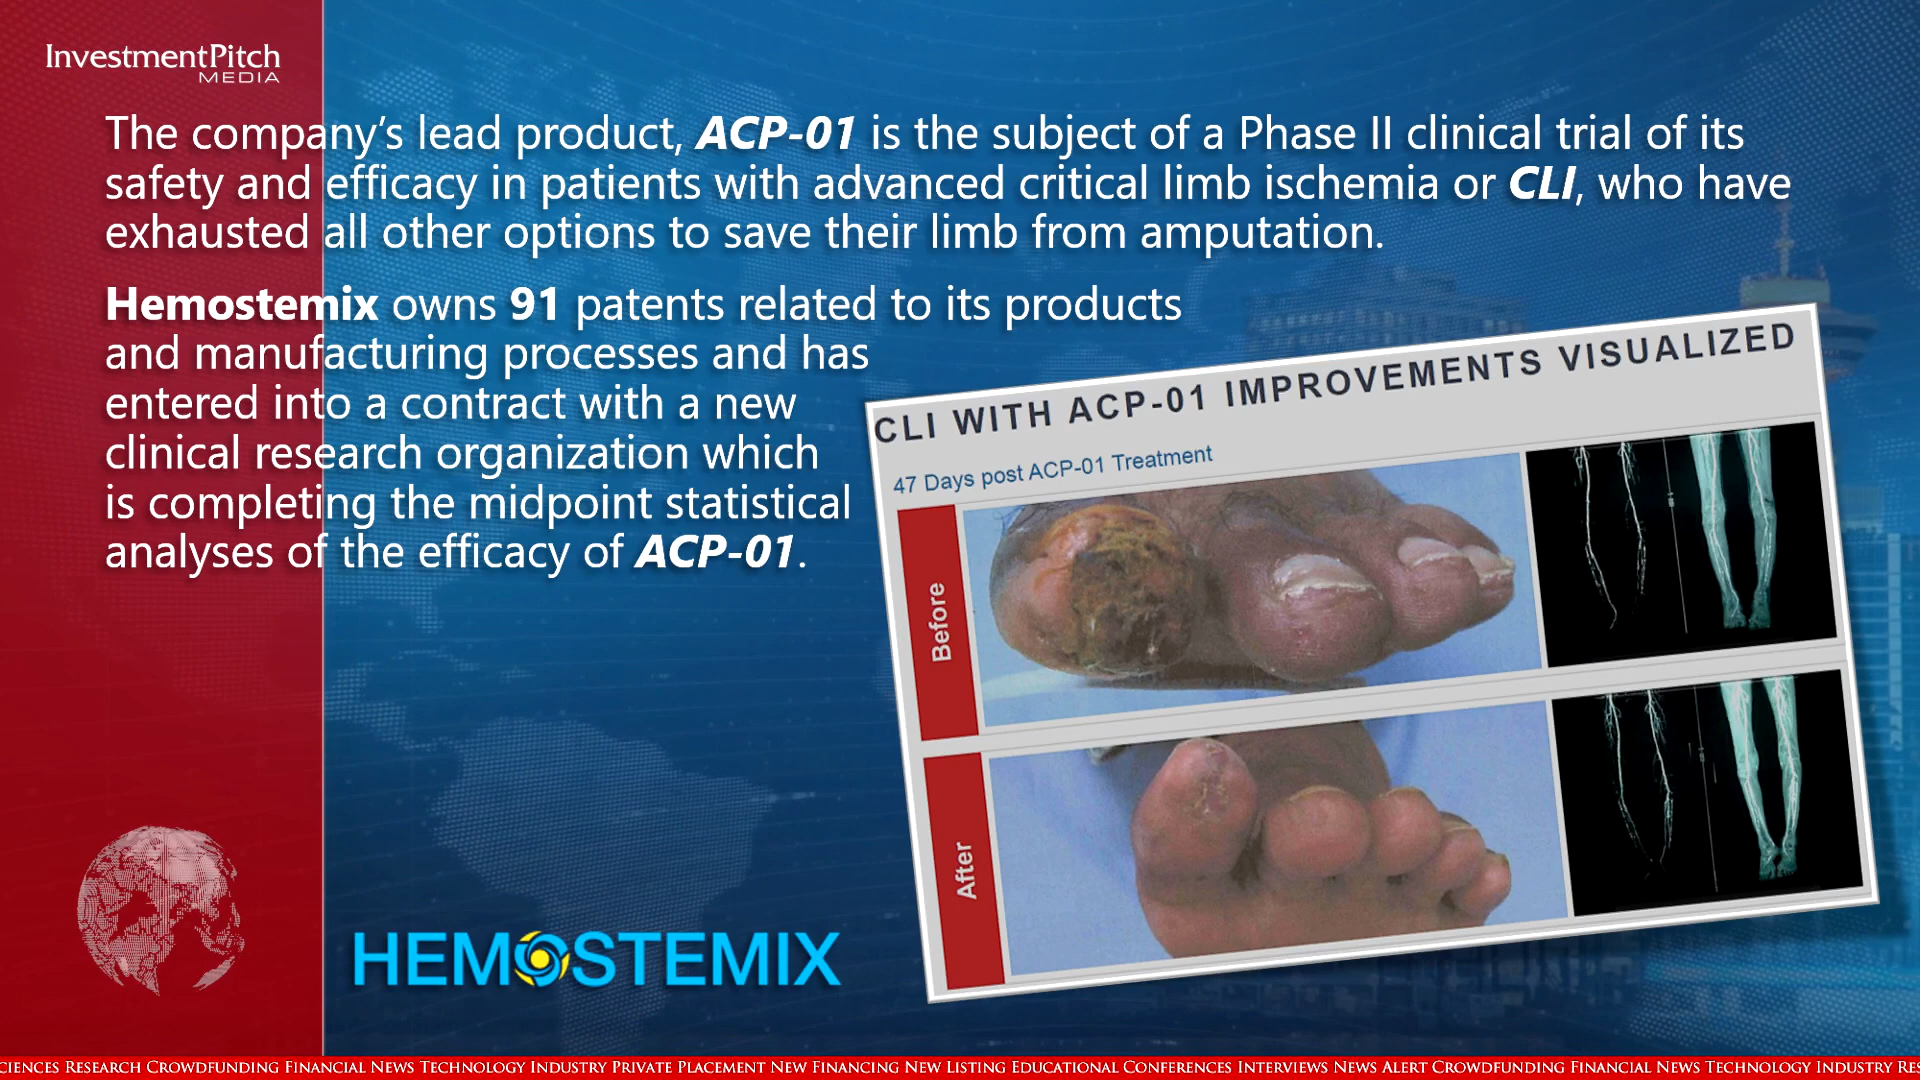 InvestmentPitch
MEDIA
The company's lead product, ACP-01 is the subject of a Phase II clinical trial of its
safety and efficacy in patients with advanced critical limb ischemia or CLI, who have
exhausted all other options to save their limb from amputation.
Hemostemix owns 91 patents related to its products
and manufacturing processes and has
entered into a contract with a new
clinical research organization which
is completing the midpoint statistical
analyses of the efficacy of ACP-01.
CLI WITH ACP-01 IMPROVEMENTS VISUALIZED
47 Days post ACP-01 Treatment
Before
After
HEMOSTEMIX
CIENCES RESEARCH CROWDFUNDING FINANCIAL NEWS TECHNOLOGY INDUSTRY PRIVATE PLACEMENT NEW FINANCING NEW LISTING EDUCATIONAL CONFERENCES INTERVIEWS NEWS ALERT CROWDFUNDING FINANCIAL NEWS TECHNOLOGY INDUSTRY RES